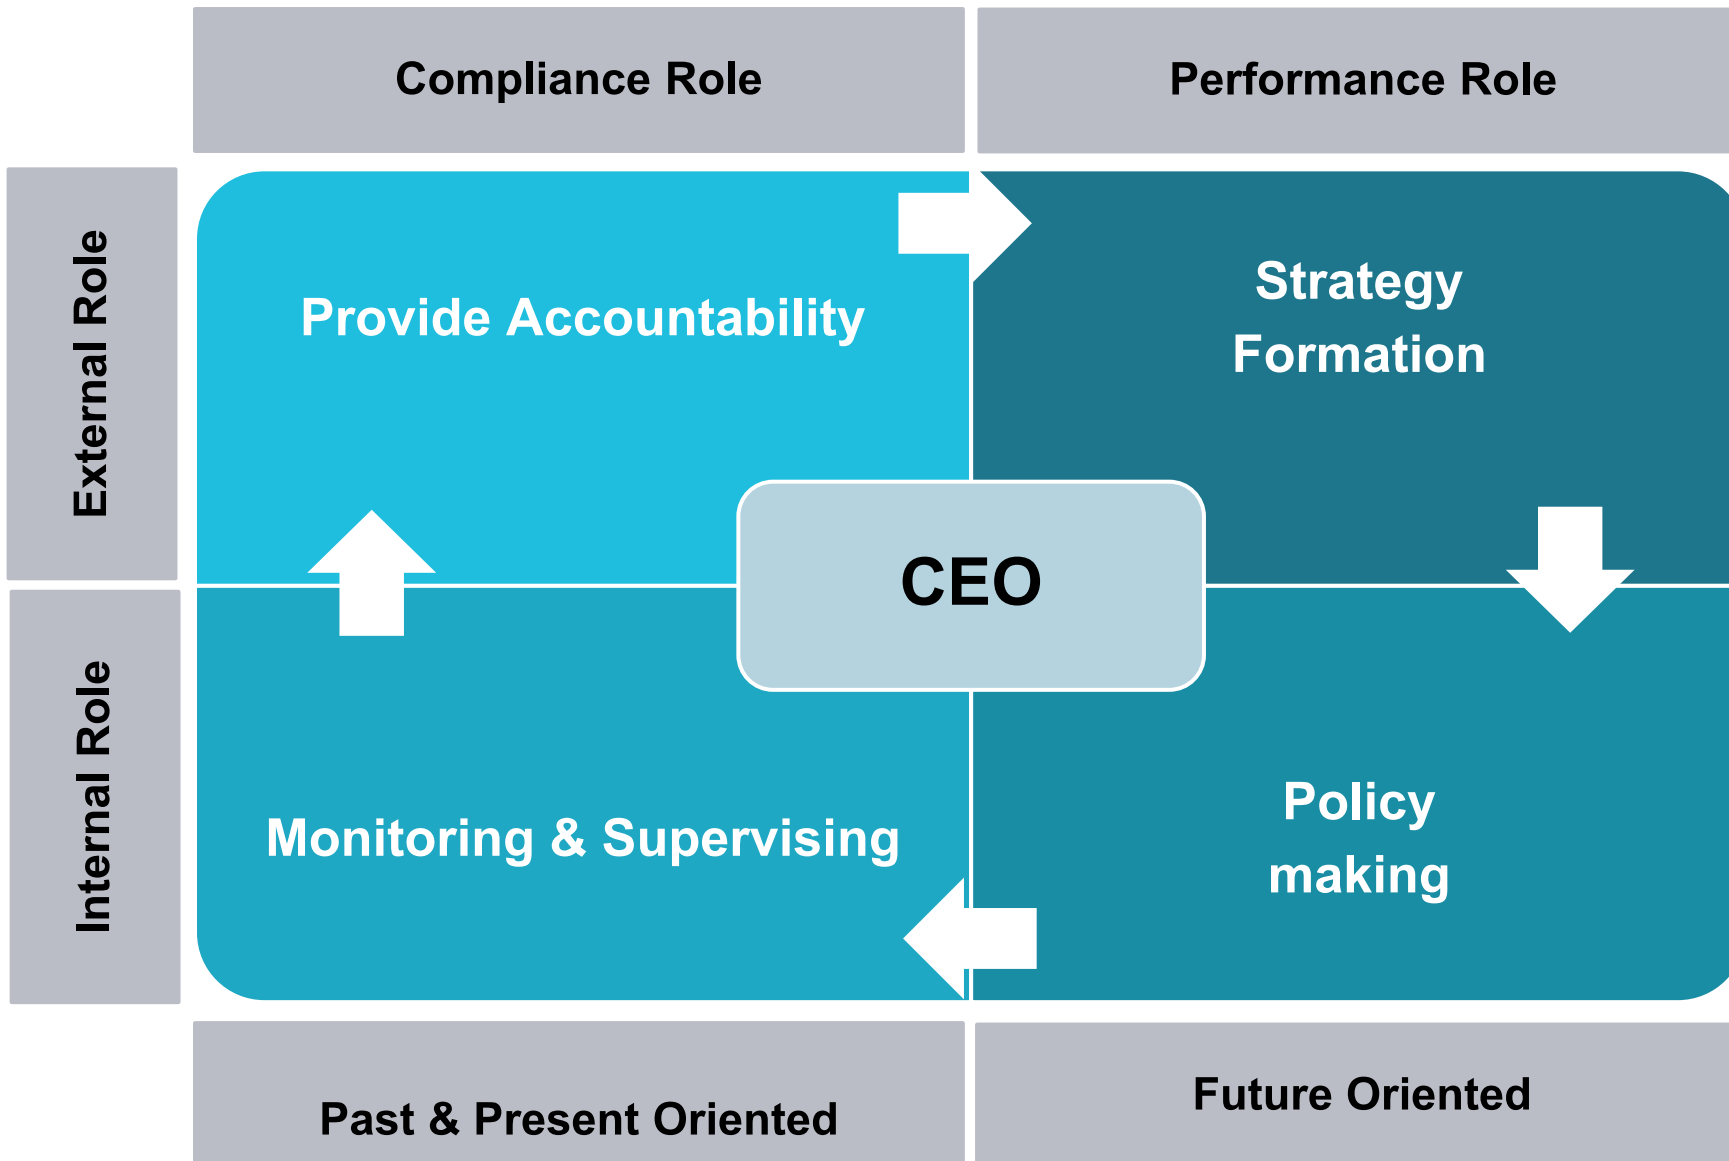 Compliance Role
Performance Role
External Role
Provide Accountability
Strategy
Formation
CEO
Internal Role
Monitoring & Supervising
Policy
making
Past & Present Oriented
Future Oriented